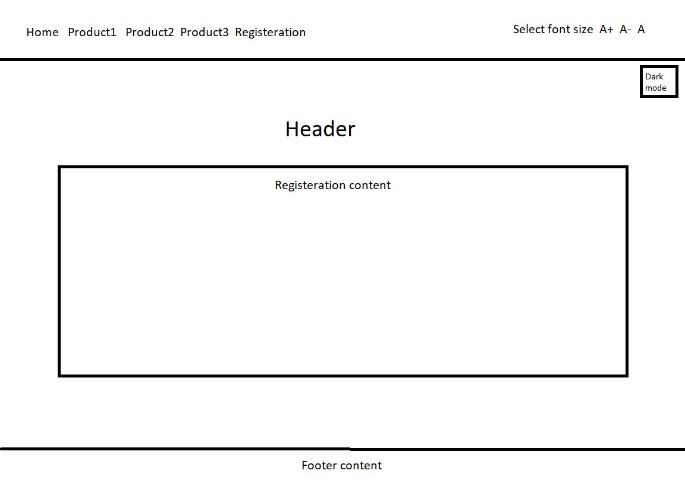 Home Product1 Product2 Product3 Registeration
Select font size A+ A- A
Dark
mode
Header
Registeration content
Footer content